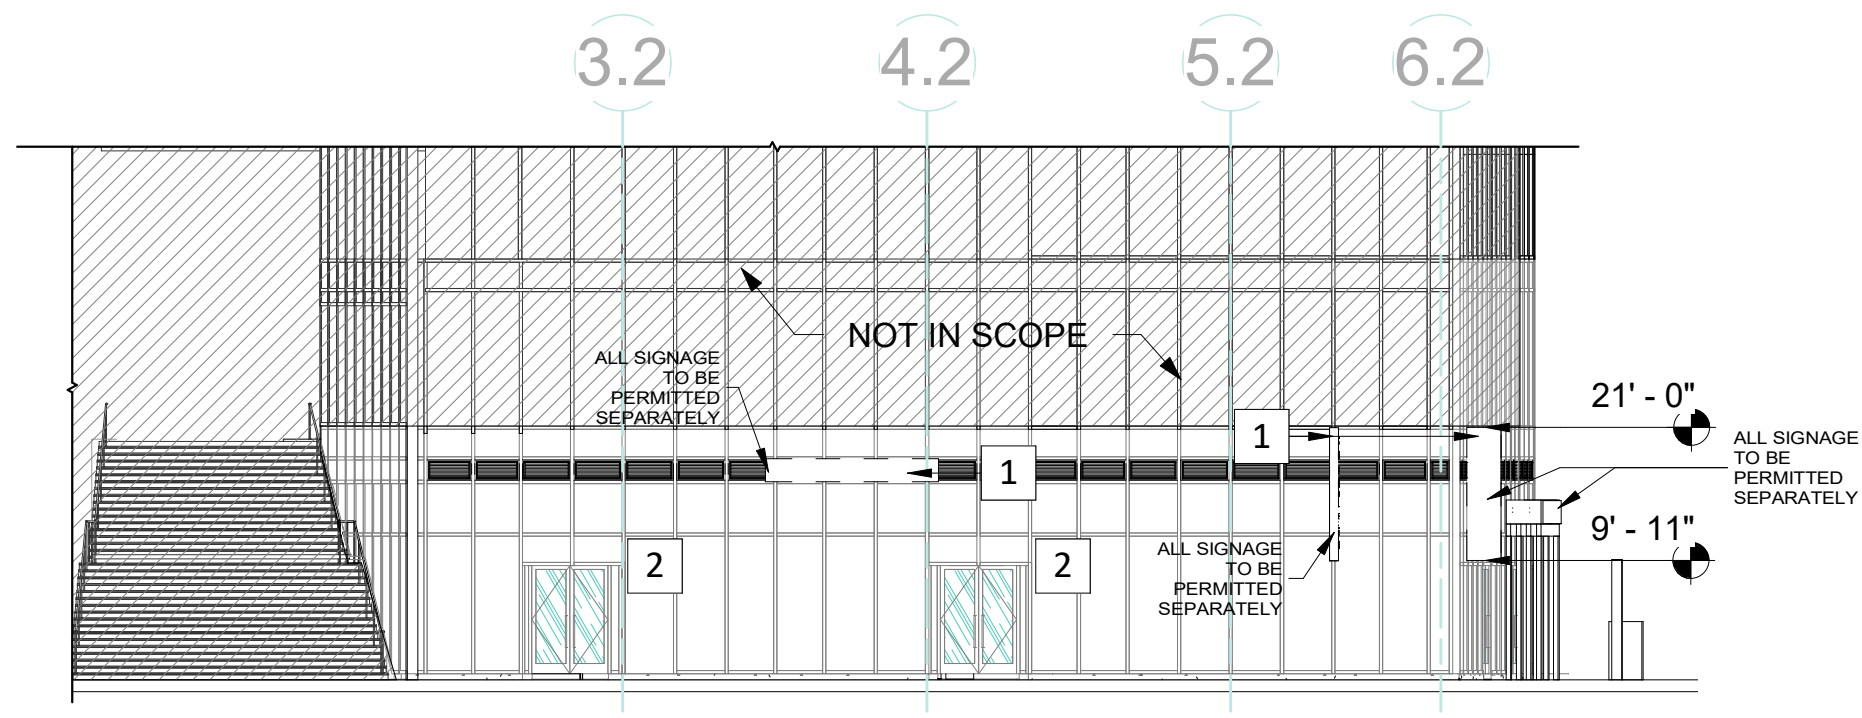 3.2
4.2
5.2
6.2
NOT IN SCOPE
ALL SIGNAGE
TO BE
PERMITTED
SEPARATELY
21' - 0"
1
ALL SIGNAGE
TO BE
PERMITTED
SEPARATELY
1
9' - 11"
2
2
ALL SIGNAGE
TO BE
PERMITTED
SEPARATELY